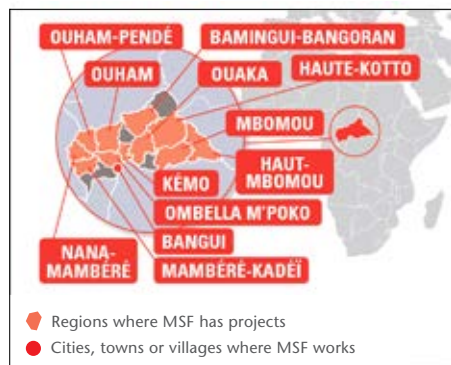 OUHAM-PENDÉ
BAMINGUI-BANGORAN
OUHAM
OUAKA
HAUTE-KOTTO
MBOMOU
HAUT-
MBOMOU
KÉMO
OMBELLA M'POKO
BANGUI
NANA-
MAMBÉRÉ
MAMBÉRÉ-KADÉÏ
Regions where MSF has projects
Cities, towns or villages where MSF works